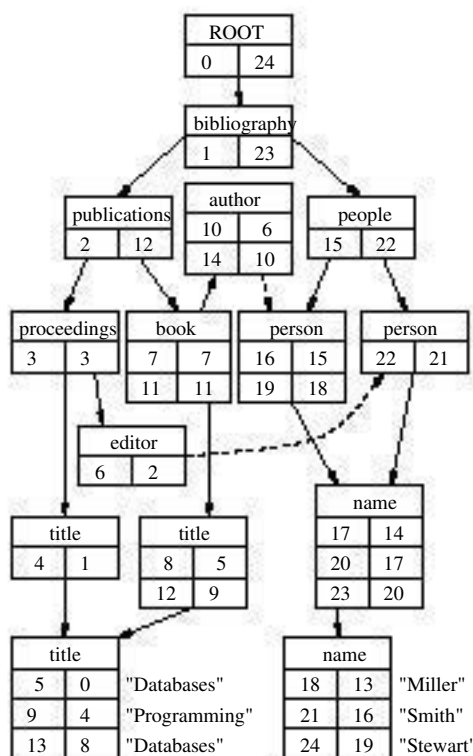 ROOT
0 24
bibliography
1 23
author
publications
people
10 6
2 12
15 22
14 10
proceedings
book
person
person
3 3
7 7
16 15
22 21
11 11
19 18
editor
6 2
name
title
title
17 14
4 1
8 5
20 17
12 9
23 20
title
name
5 0 "Databases"
18 13 "Miller"
9 4 "Programming"
21 16 "Smith"
13 8 "Databases"
24 19 "Stewart"